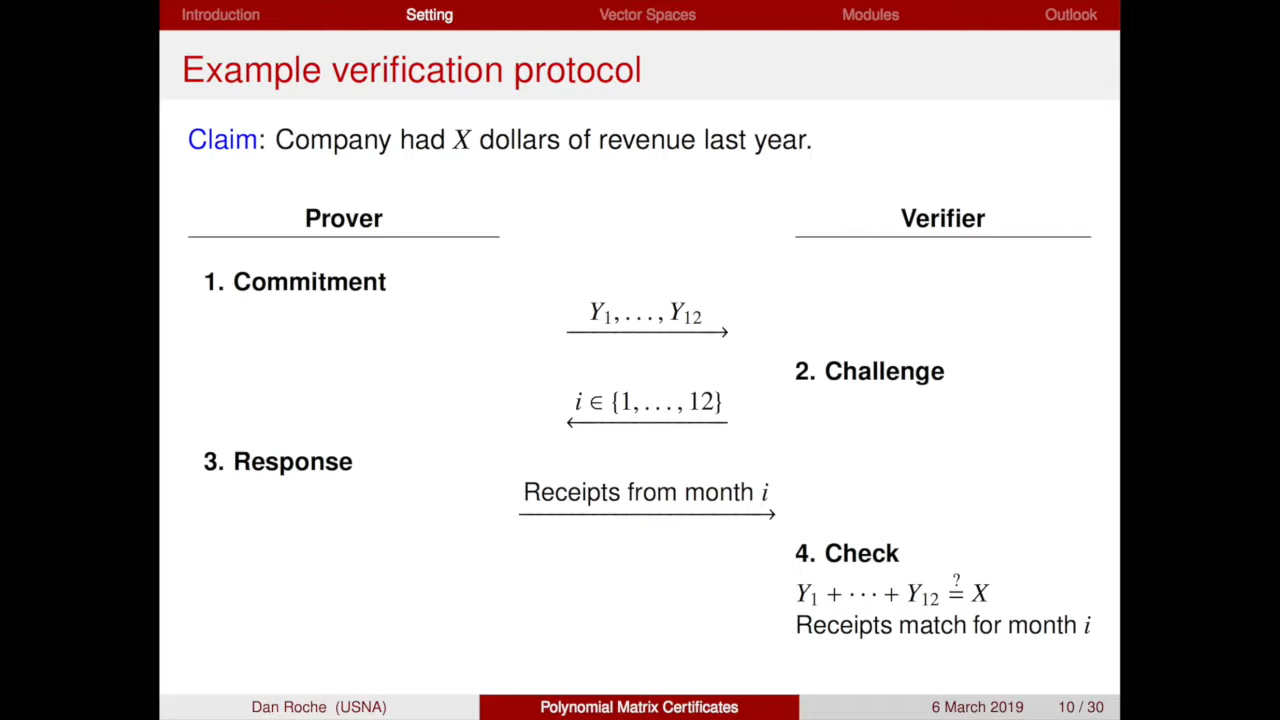 Introduction Setting Vector Spaces Modules Outlook
Example verification protocol
Claim: Company had X dollars of revenue last year.
Prover Verifier
1. Commitment
Y₁, . . . , Y₁₂
2. Challenge
i ∈ {1, . . . , 12}
3. Response
Receipts from month i
4. Check
Y₁ + · · · + Y₁₂ ≟ X
Receipts match for month i
Dan Roche (USNA) Polynomial Matrix Certificates 6 March 2019 10 / 30